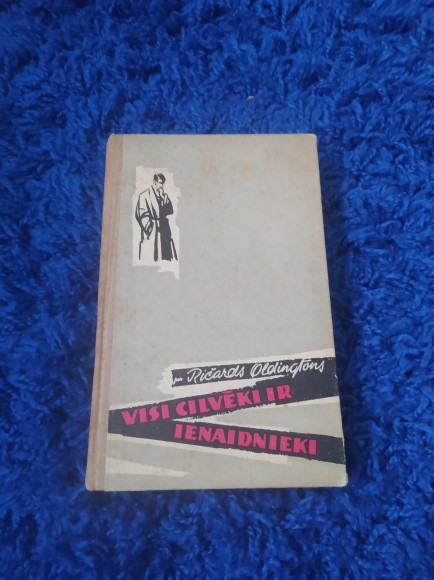 Ričards Oldingtons
VISI CILVĒKI IR
IENAIDNIEKI